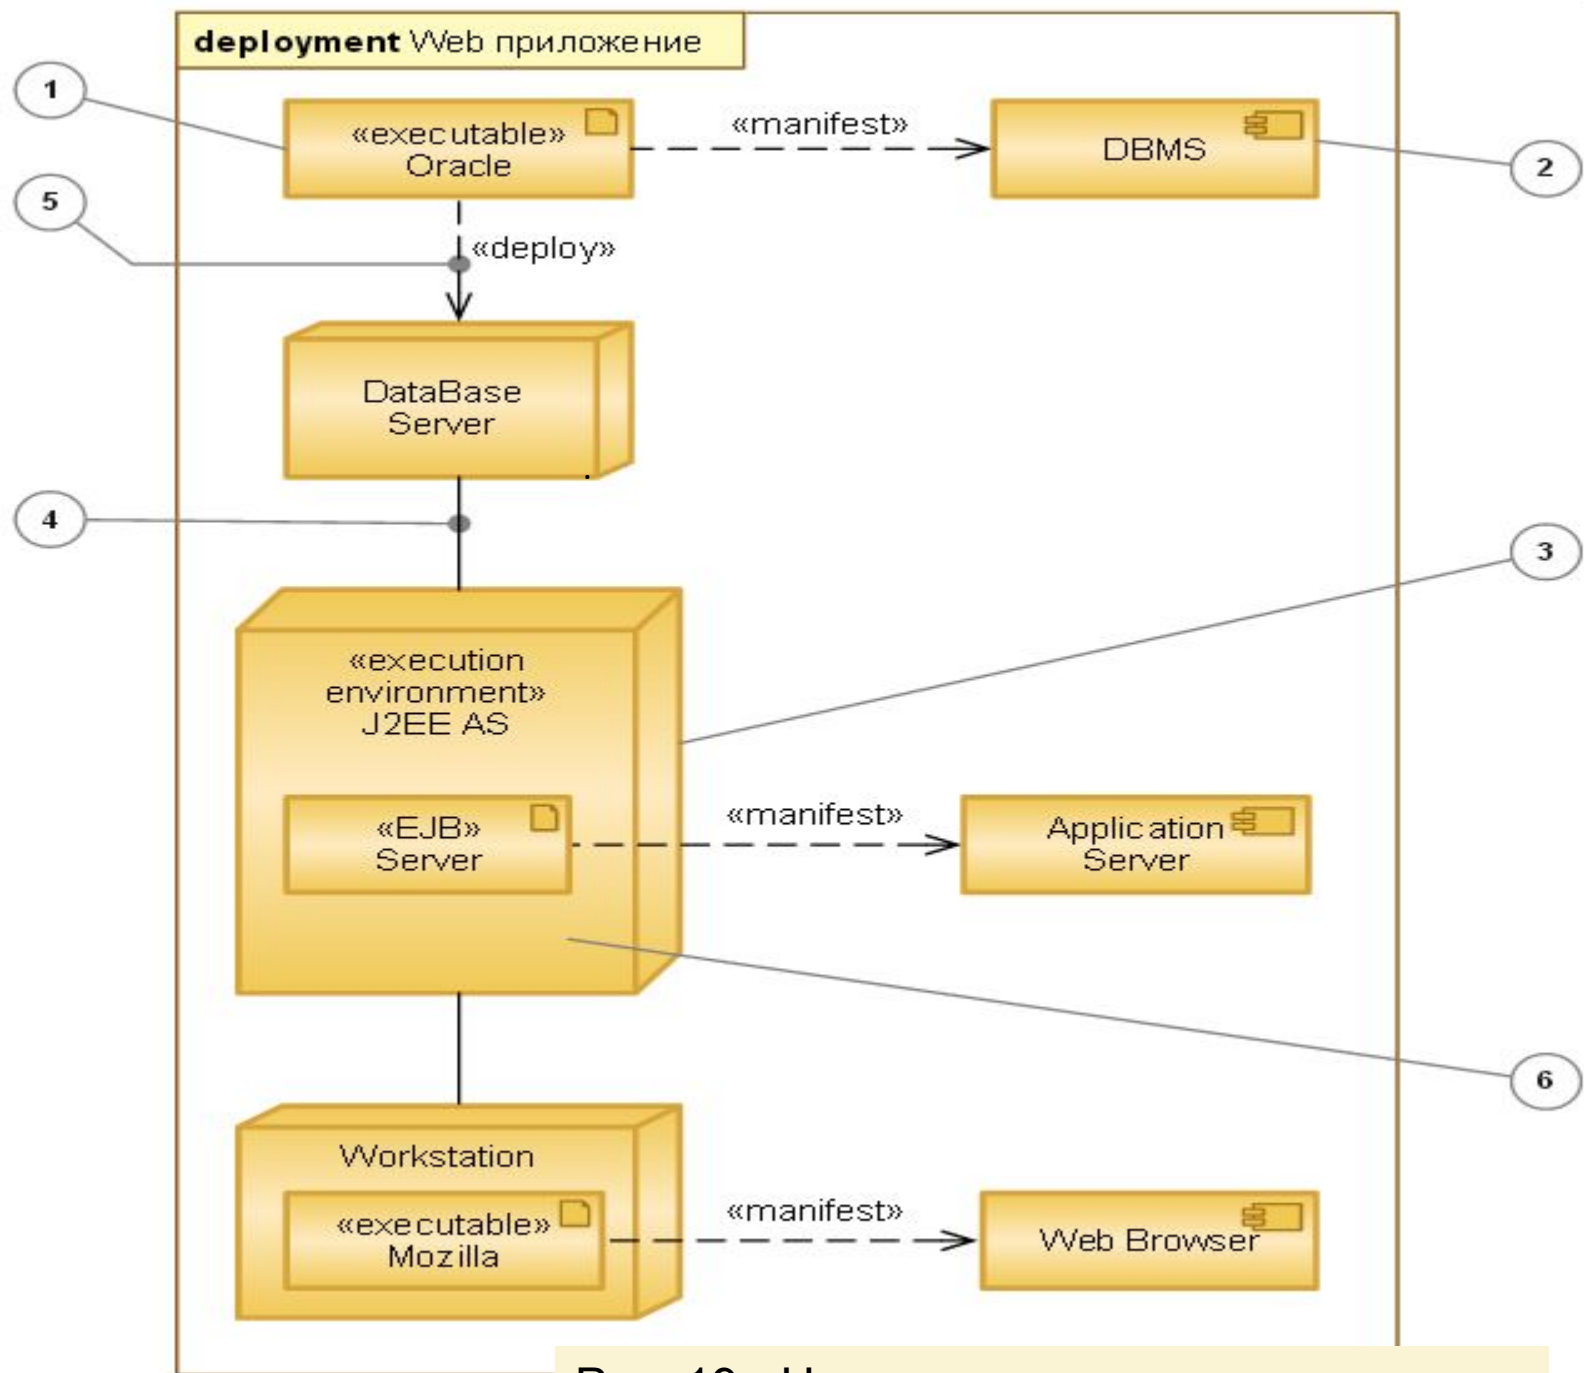 deployment Web приложение
1
«executable»
Oracle
«manifest»
DBMS
2
5
«deploy»
DataBase
Server
4
3
«execution
environment»
J2EE AS
«EJB»
Server
«manifest»
Application
Server
6
Workstation
«executable»
Mozilla
«manifest»
Web Browser